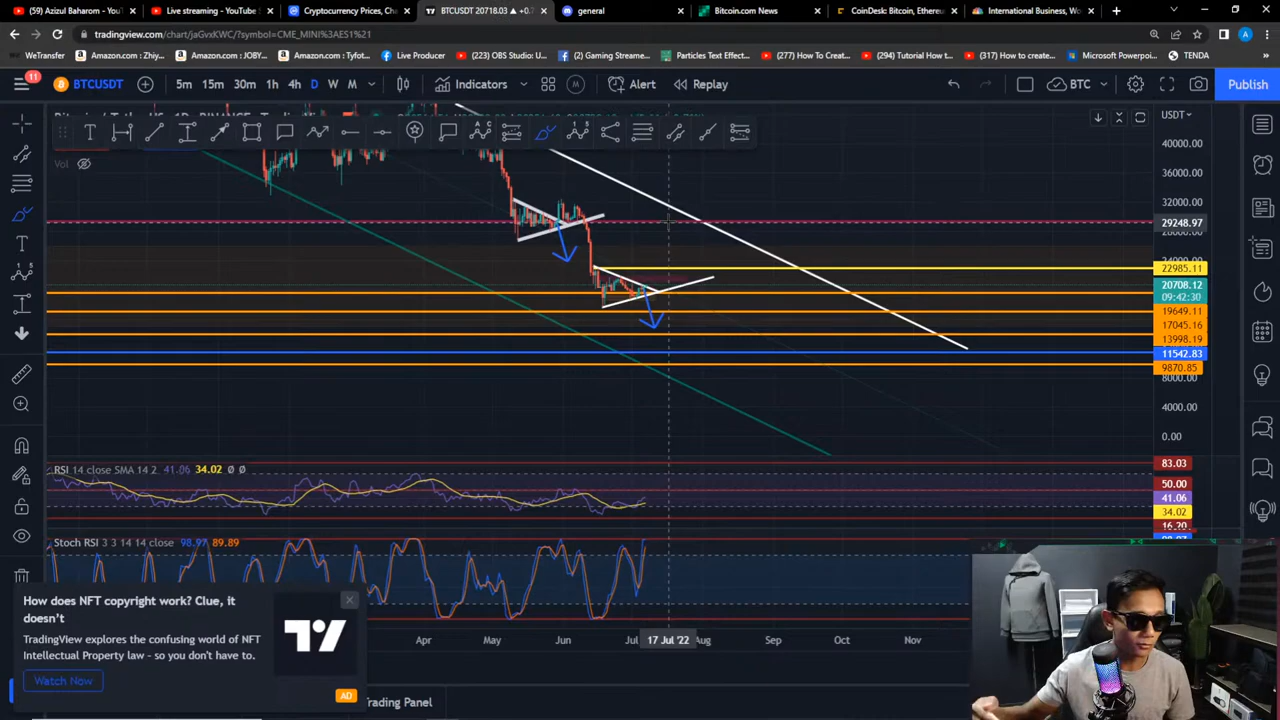 (59) Azizul Baharom - YouT
Live streaming - YouTube S
Cryptocurrency Prices, Cha
BTCUSDT 20718.03 ▲ +0.7
general
Bitcoin.com News
CoinDesk: Bitcoin, Ethereu
International Business, Wo
tradingview.com/chart/jaGvxKWC/?symbol=CME_MINI%3AES1%21
WeTransfer
Amazon.com : Zhiy...
Amazon.com : JOBY...
Amazon.com: Tyfot...
Live Producer
(223) OBS Studio: U...
(2) Gaming Streame...
Particles Text Effect...
(277) How To Creat...
(294) Tutorial How t...
(317) How to creat...
Microsoft Powerpoi...
TENDA
11
BTCUSDT
5m 15m 30m 1h 4h D W M
Indicators
Alert
Replay
BTC
Publish
Vol
USDT
40000.00
36000.00
32000.00
29248.97
22985.11
20708.12
09:42:30
19649.11
17045.16
13998.19
11542.83
9870.85
8000.00
4000.00
0.00
RSI 14 close SMA 14 2 41.06 34.02 Ø Ø
83.03
50.00
41.06
34.02
16.20
Stoch RSI 3 3 14 14 close 98.97 89.89
How does NFT copyright work? Clue, it
doesn't
TradingView explores the confusing world of NFT
Intellectual Property law - so you don't have to.
Watch Now
AD
Apr May Jun Jul 17 Jul '22 Aug Sep Oct Nov
Trading Panel